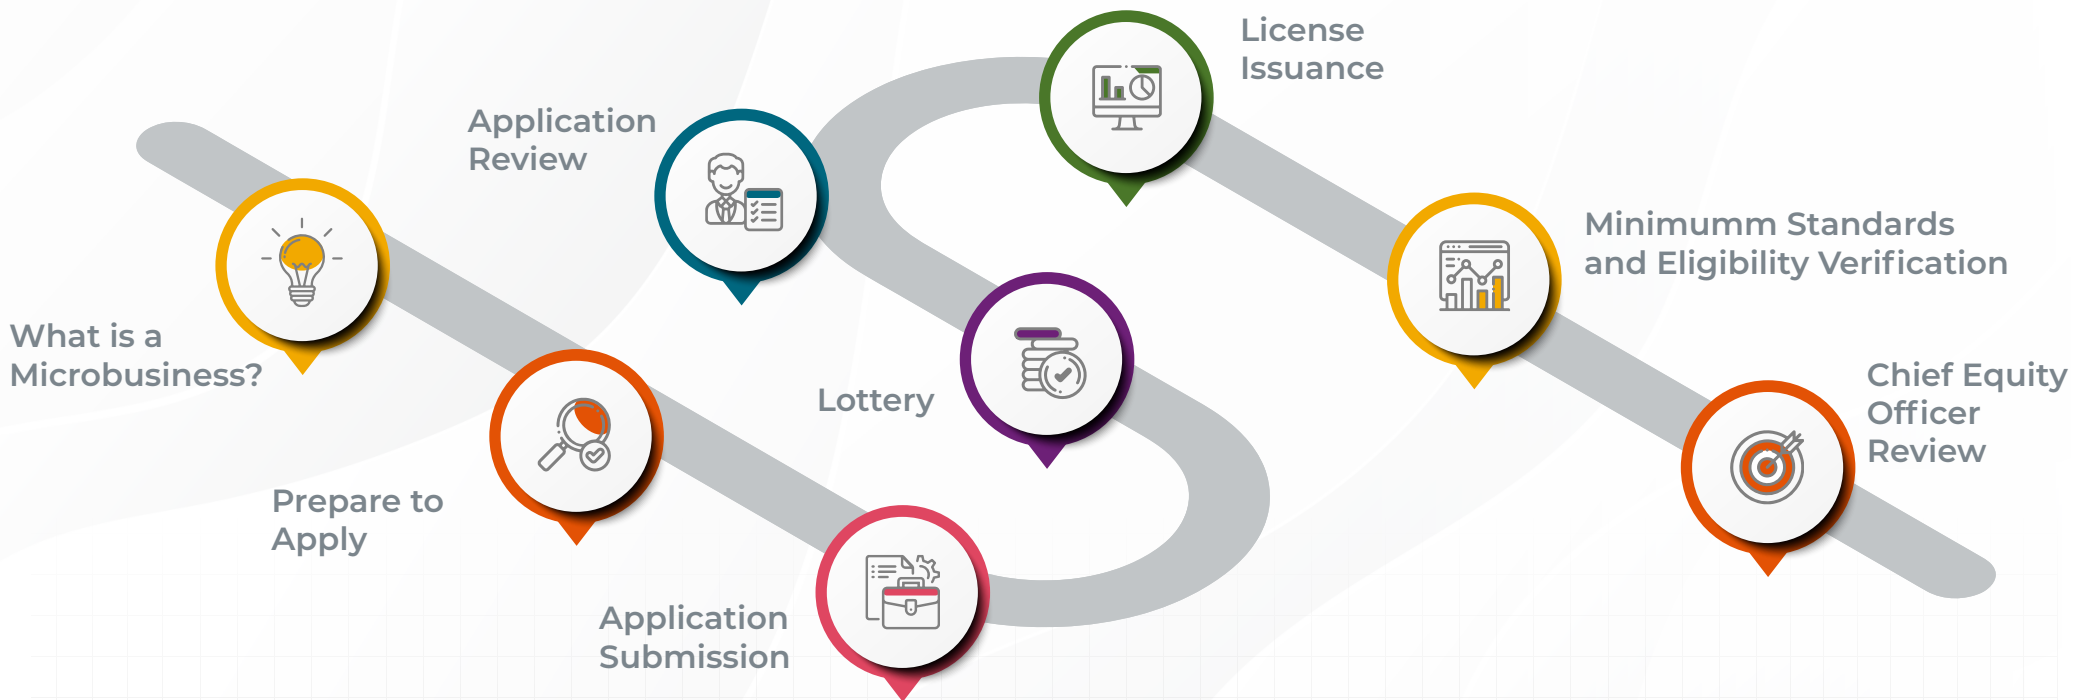 What is a
Microbusiness?
Prepare to
Apply
Application
Submission
Lottery
Application
Review
License
Issuance
Minimumm Standards
and Eligibility Verification
Chief Equity
Officer
Review